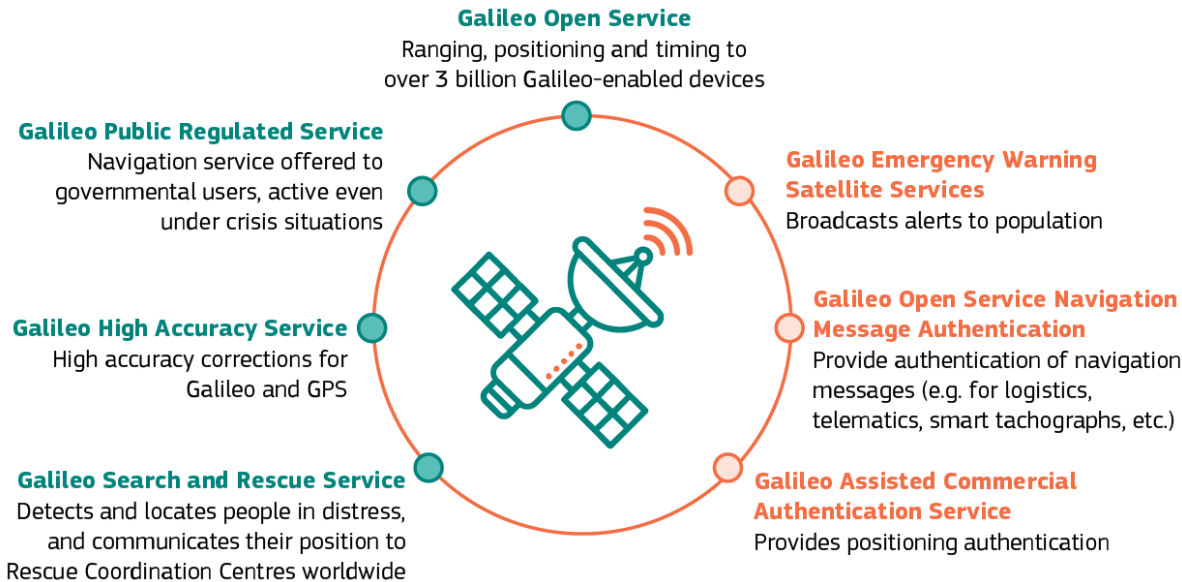 Galileo Open Service
Ranging, positioning and timing to
over 3 billion Galileo-enabled devices
Galileo Public Regulated Service
Navigation service offered to
governmental users, active even
under crisis situations
Galileo High Accuracy Service
High accuracy corrections for
Galileo and GPS
Galileo Search and Rescue Service
Detects and locates people in distress,
and communicates their position to
Rescue Coordination Centres worldwide
Galileo Emergency Warning
Satellite Services
Broadcasts alerts to population
Galileo Open Service Navigation
Message Authentication
Provide authentication of navigation
messages (e.g. for logistics,
telematics, smart tachographs, etc.)
Galileo Assisted Commercial
Authentication Service
Provides positioning authentication